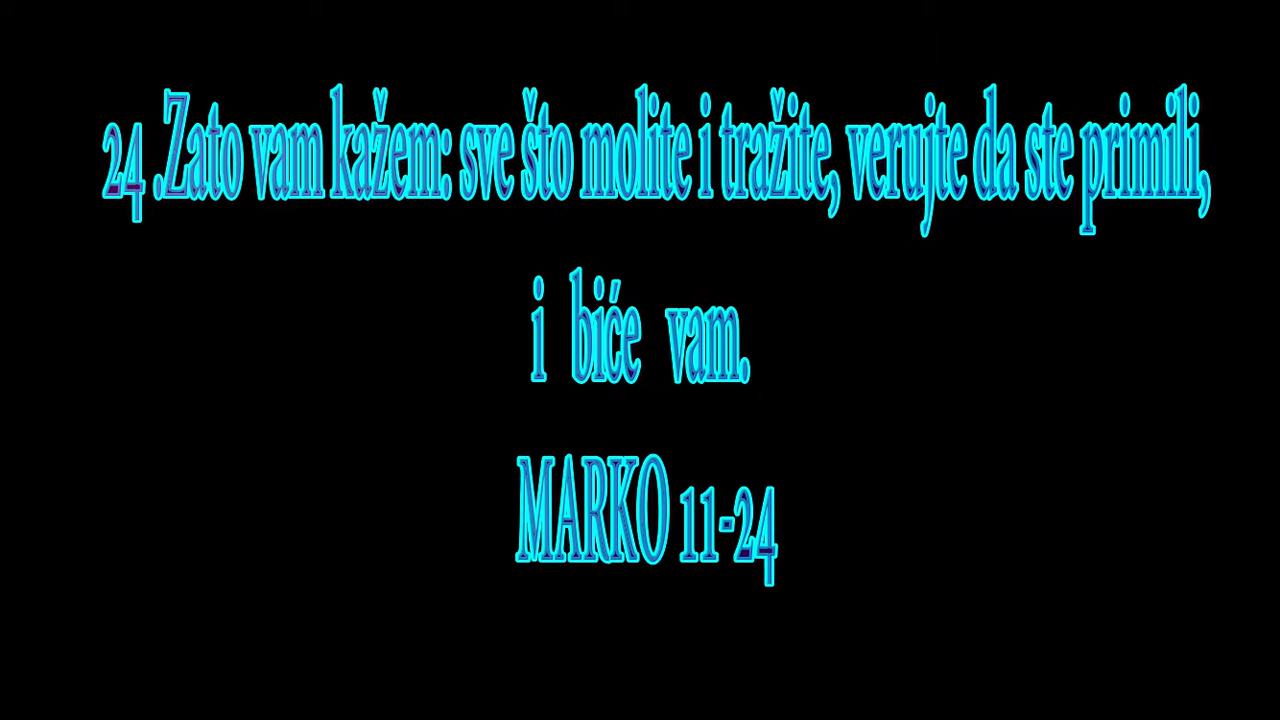 24 .Zato vam kažem: sve što molite i tražite, verujte da ste primili,
i biće vam.
MARKO 11-24